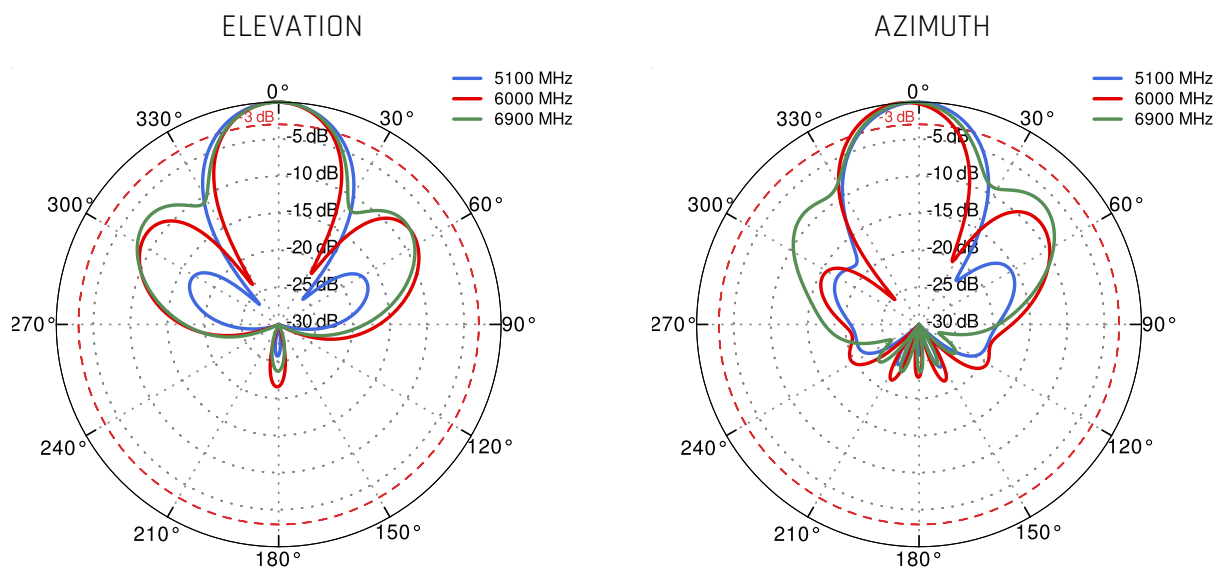 ELEVATION
5100 MHz
6000 MHz
6900 MHz
0°
330°
30°
-3 dB
-5 dB
-10 dB
300°
60°
-15 dB
-20 dB
-25 dB
270°
-30 dB
90°
240°
120°
210°
150°
180°
AZIMUTH
5100 MHz
6000 MHz
6900 MHz
0°
330°
30°
-3 dB
-5 dB
-10 dB
300°
60°
-15 dB
-20 dB
-25 dB
270°
-30 dB
90°
240°
120°
210°
150°
180°